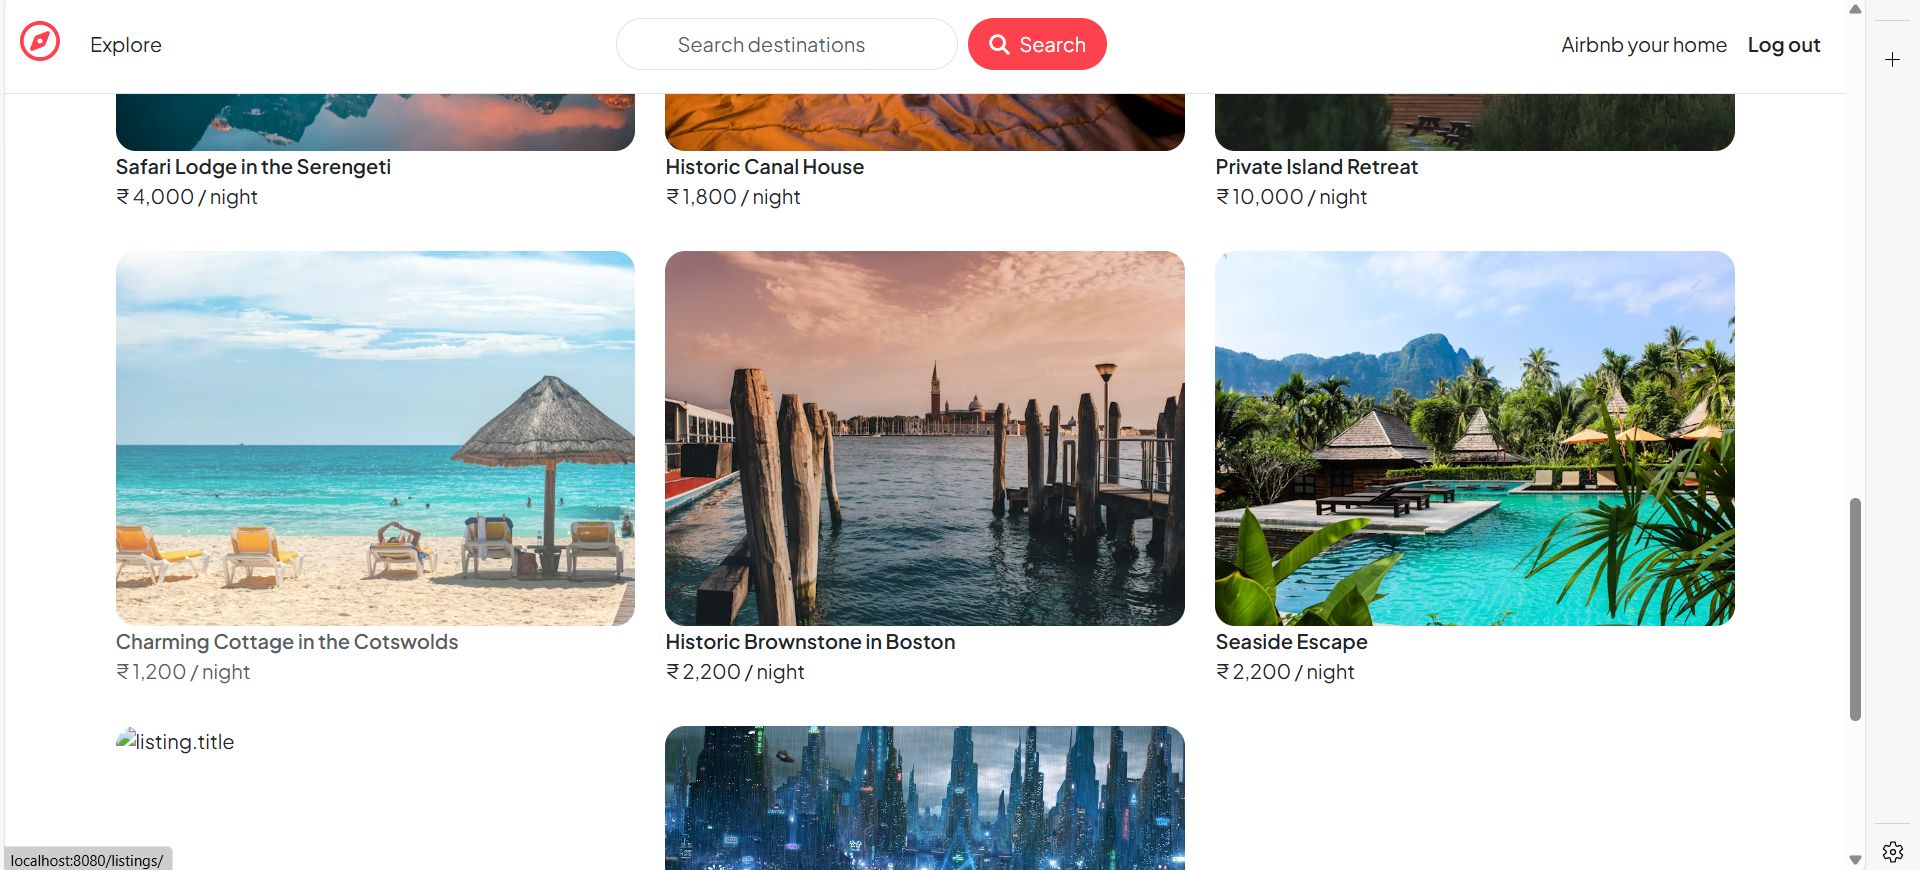 Explore
Search destinations
Search
Airbnb your home
Log out
Safari Lodge in the Serengeti
₹ 4,000 / night
Historic Canal House
₹ 1,800 / night
Private Island Retreat
₹ 10,000 / night
Charming Cottage in the Cotswolds
₹ 1,200 / night
Historic Brownstone in Boston
₹ 2,200 / night
Seaside Escape
₹ 2,200 / night
listing.title
localhost:8080/listings/